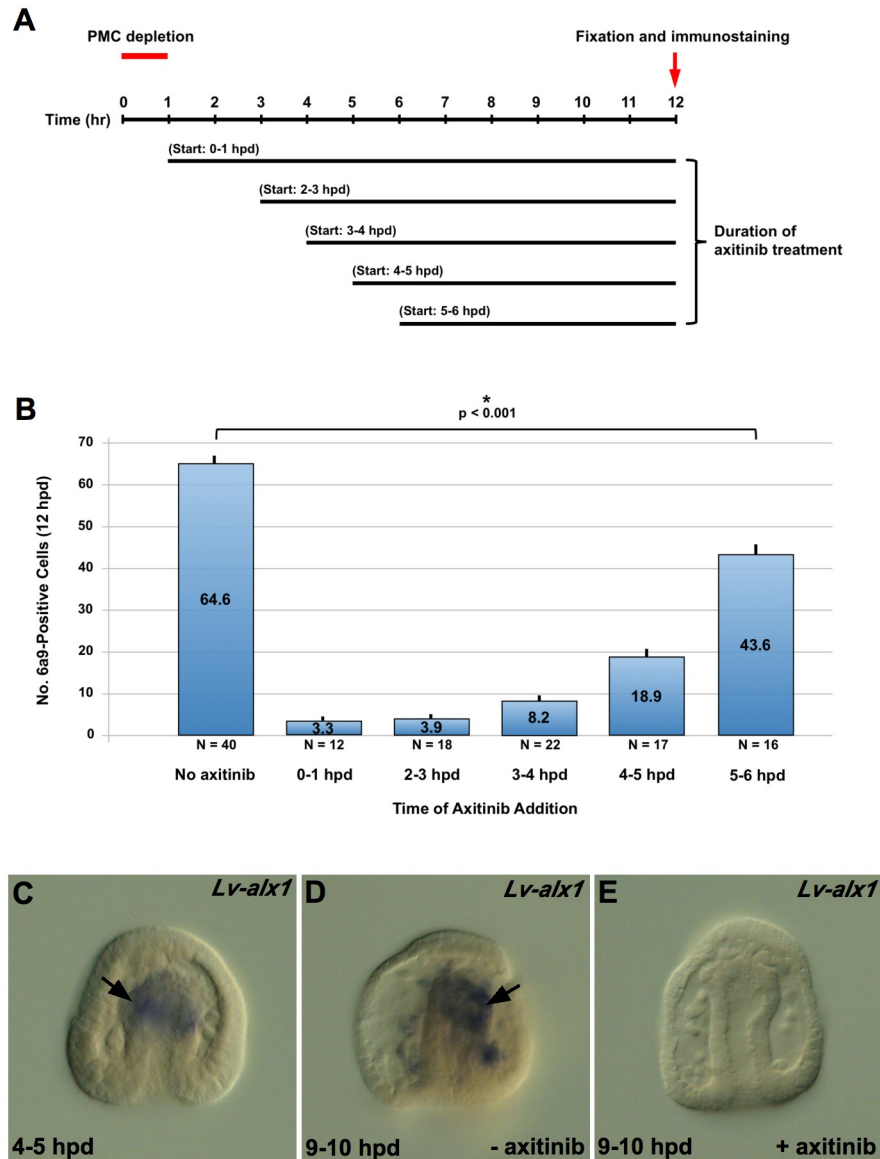 A
PMC depletion
Fixation and immunostaining
0 1 2 3 4 5 6 7 8 9 10 11 12
Time (hr)
(Start: 0-1 hpd)
(Start: 2-3 hpd)
(Start: 3-4 hpd)
(Start: 4-5 hpd)
(Start: 5-6 hpd)
Duration of
axitinib treatment
B
*
p < 0.001
No. 6a9-Positive Cells (12 hpd)
70
60
50
40
30
20
10
0
64.6
3.3
3.9
8.2
18.9
43.6
N = 40 N = 12 N = 18 N = 22 N = 17 N = 16
No axitinib 0-1 hpd 2-3 hpd 3-4 hpd 4-5 hpd 5-6 hpd
Time of Axitinib Addition
C
Lv-alx1
4-5 hpd
D
Lv-alx1
9-10 hpd
- axitinib
E
Lv-alx1
9-10 hpd
+ axitinib